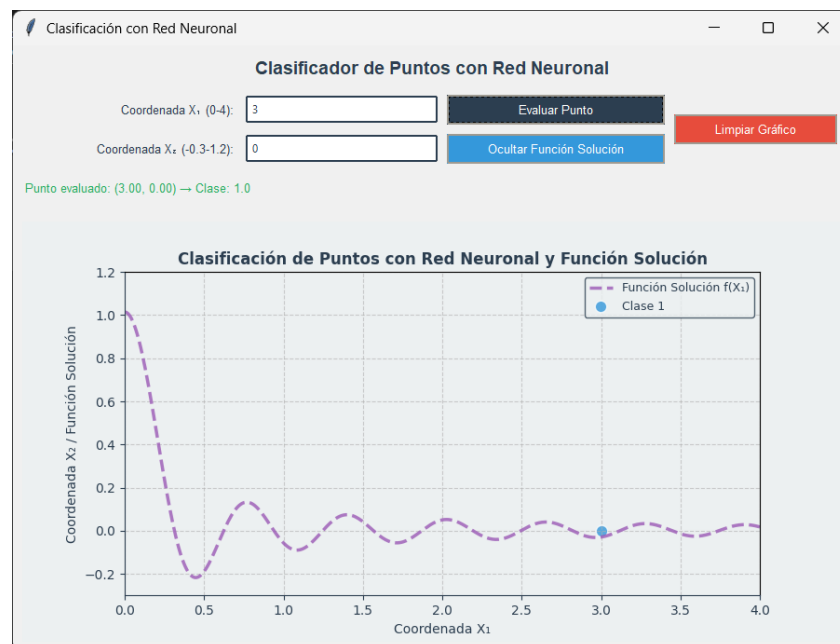 Clasificación con Red Neuronal
Clasificador de Puntos con Red Neuronal
Coordenada X₁ (0-4): 3 Evaluar Punto
Limpiar Gráfico
Coordenada X₂ (-0.3-1.2): 0 Ocultar Función Solución
Punto evaluado: (3.00, 0.00) → Clase: 1.0
Clasificación de Puntos con Red Neuronal y Función Solución
Función Solución f(X₁)
Clase 1
Coordenada X₂ / Función Solución
1.2
1.0
0.8
0.6
0.4
0.2
0.0
−0.2
0.0 0.5 1.0 1.5 2.0 2.5 3.0 3.5 4.0
Coordenada X₁